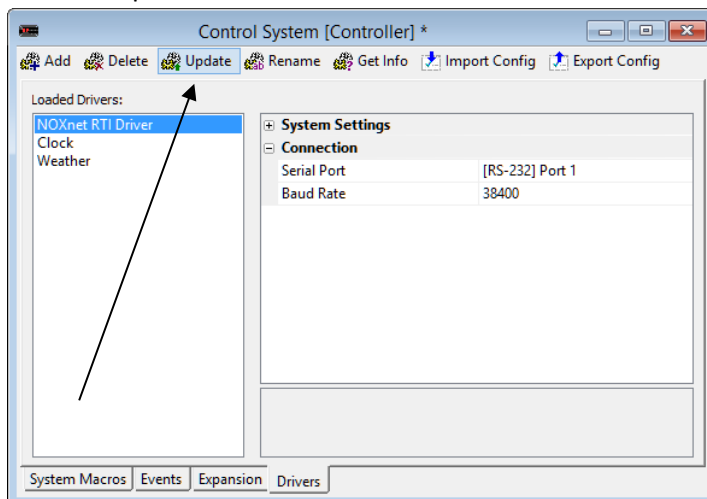 Control System [Controller] *
Add Delete Update Rename Get Info Import Config Export Config
Loaded Drivers:
NOXnet RTI Driver
Clock
Weather
System Settings
Connection
Serial Port [RS-232] Port 1
Baud Rate 38400
System Macros Events Expansion Drivers